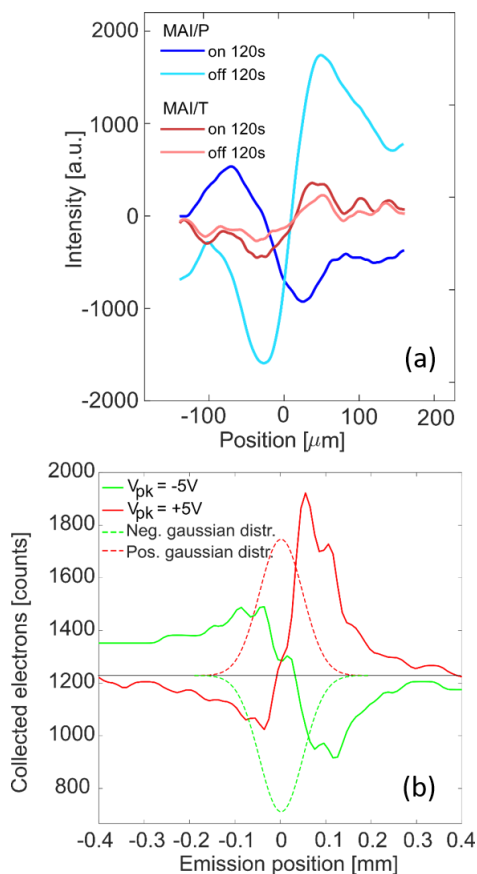 2000
1000
0
-1000
-2000
Intensity [a.u.]
MAI/P
on 120s
off 120s
MAI/T
on 120s
off 120s
(a)
-100 0 100 200
Position [μm]
2000
1800
1600
1400
1200
1000
800
Collected electrons [counts]
Vpk = -5V
Vpk = +5V
Neg. gaussian distr.
Pos. gaussian distr.
(b)
-0.4 -0.3 -0.2 -0.1 0 0.1 0.2 0.3 0.4
Emission position [mm]